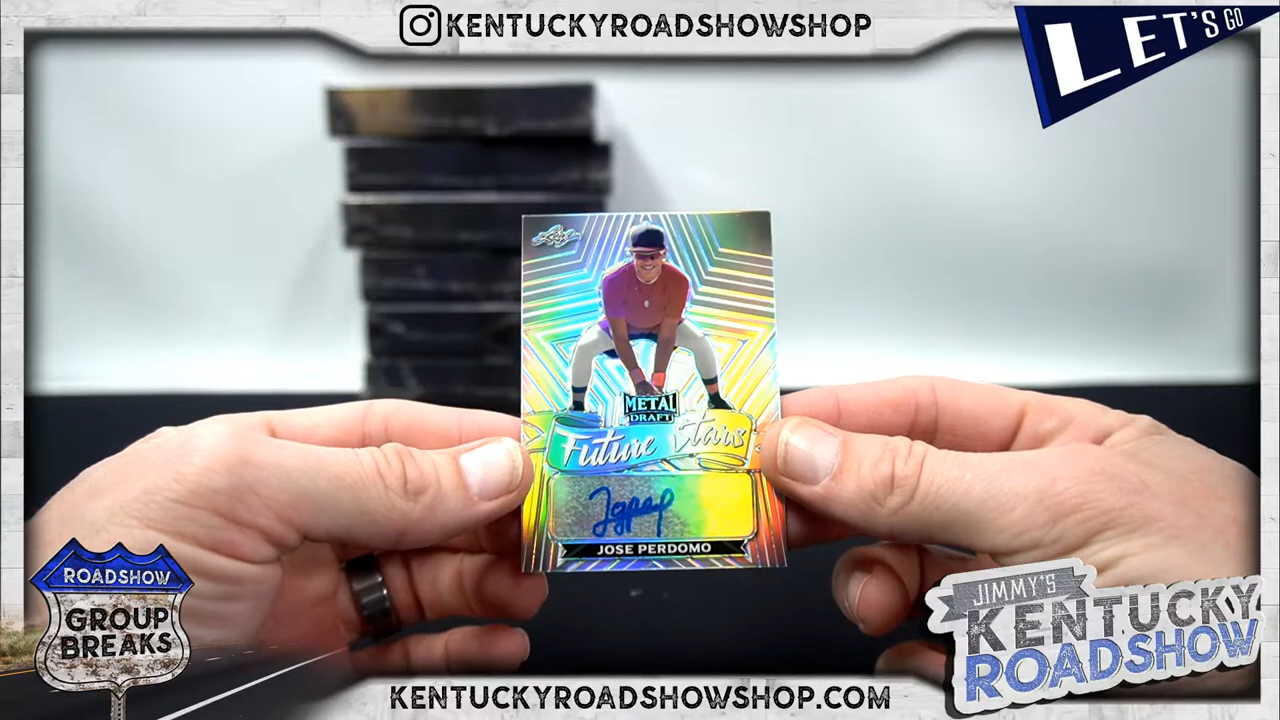 KENTUCKYROADSHOWSHOP
LET'S GO
Leaf
METAL
DRAFT
Future Stars
JOSE PERDOMO
ROADSHOW
GROUP
BREAKS
JIMMY'S
KENTUCKY
ROADSHOW
KENTUCKYROADSHOWSHOP.COM